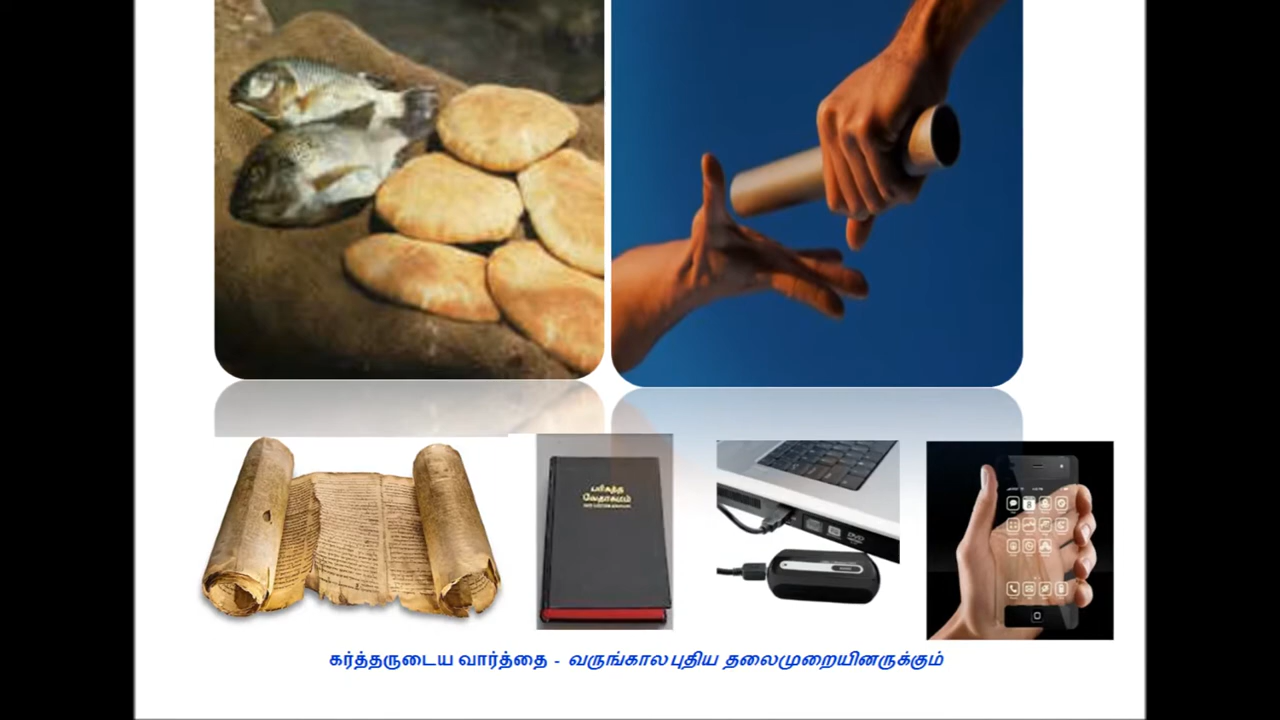 பரிசுத்த
வேதாகமம்
கர்த்தருடைய வார்த்தை - வருங்கால புதிய தலைமுறையினருக்கும்